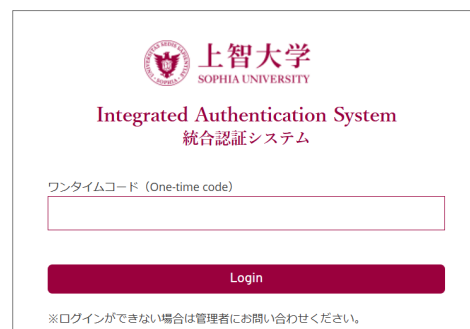 上智大学
SOPHIA UNIVERSITY
Integrated Authentication System
統合認証システム
ワンタイムコード（One-time code）
Login
※ログインができない場合は管理者にお問い合わせください。